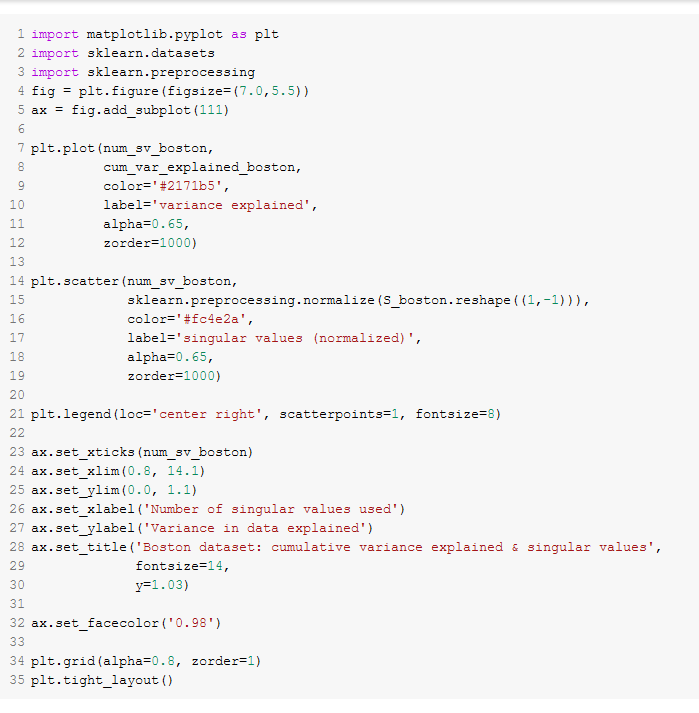 1 import matplotlib.pyplot as plt
2 import sklearn.datasets
3 import sklearn.preprocessing
4 fig = plt.figure(figsize=(7.0,5.5))
5 ax = fig.add_subplot(111)
6
7 plt.plot(num_sv_boston,
8          cum_var_explained_boston,
9          color='#2171b5',
10          label='variance explained',
11          alpha=0.65,
12          zorder=1000)
13
14 plt.scatter(num_sv_boston,
15             sklearn.preprocessing.normalize(S_boston.reshape((1,-1))),
16             color='#fc4e2a',
17             label='singular values (normalized)',
18             alpha=0.65,
19             zorder=1000)
20
21 plt.legend(loc='center right', scatterpoints=1, fontsize=8)
22
23 ax.set_xticks(num_sv_boston)
24 ax.set_xlim(0.8, 14.1)
25 ax.set_ylim(0.0, 1.1)
26 ax.set_xlabel('Number of singular values used')
27 ax.set_ylabel('Variance in data explained')
28 ax.set_title('Boston dataset: cumulative variance explained & singular values',
29              fontsize=14,
30              y=1.03)
31
32 ax.set_facecolor('0.98')
33
34 plt.grid(alpha=0.8, zorder=1)
35 plt.tight_layout()